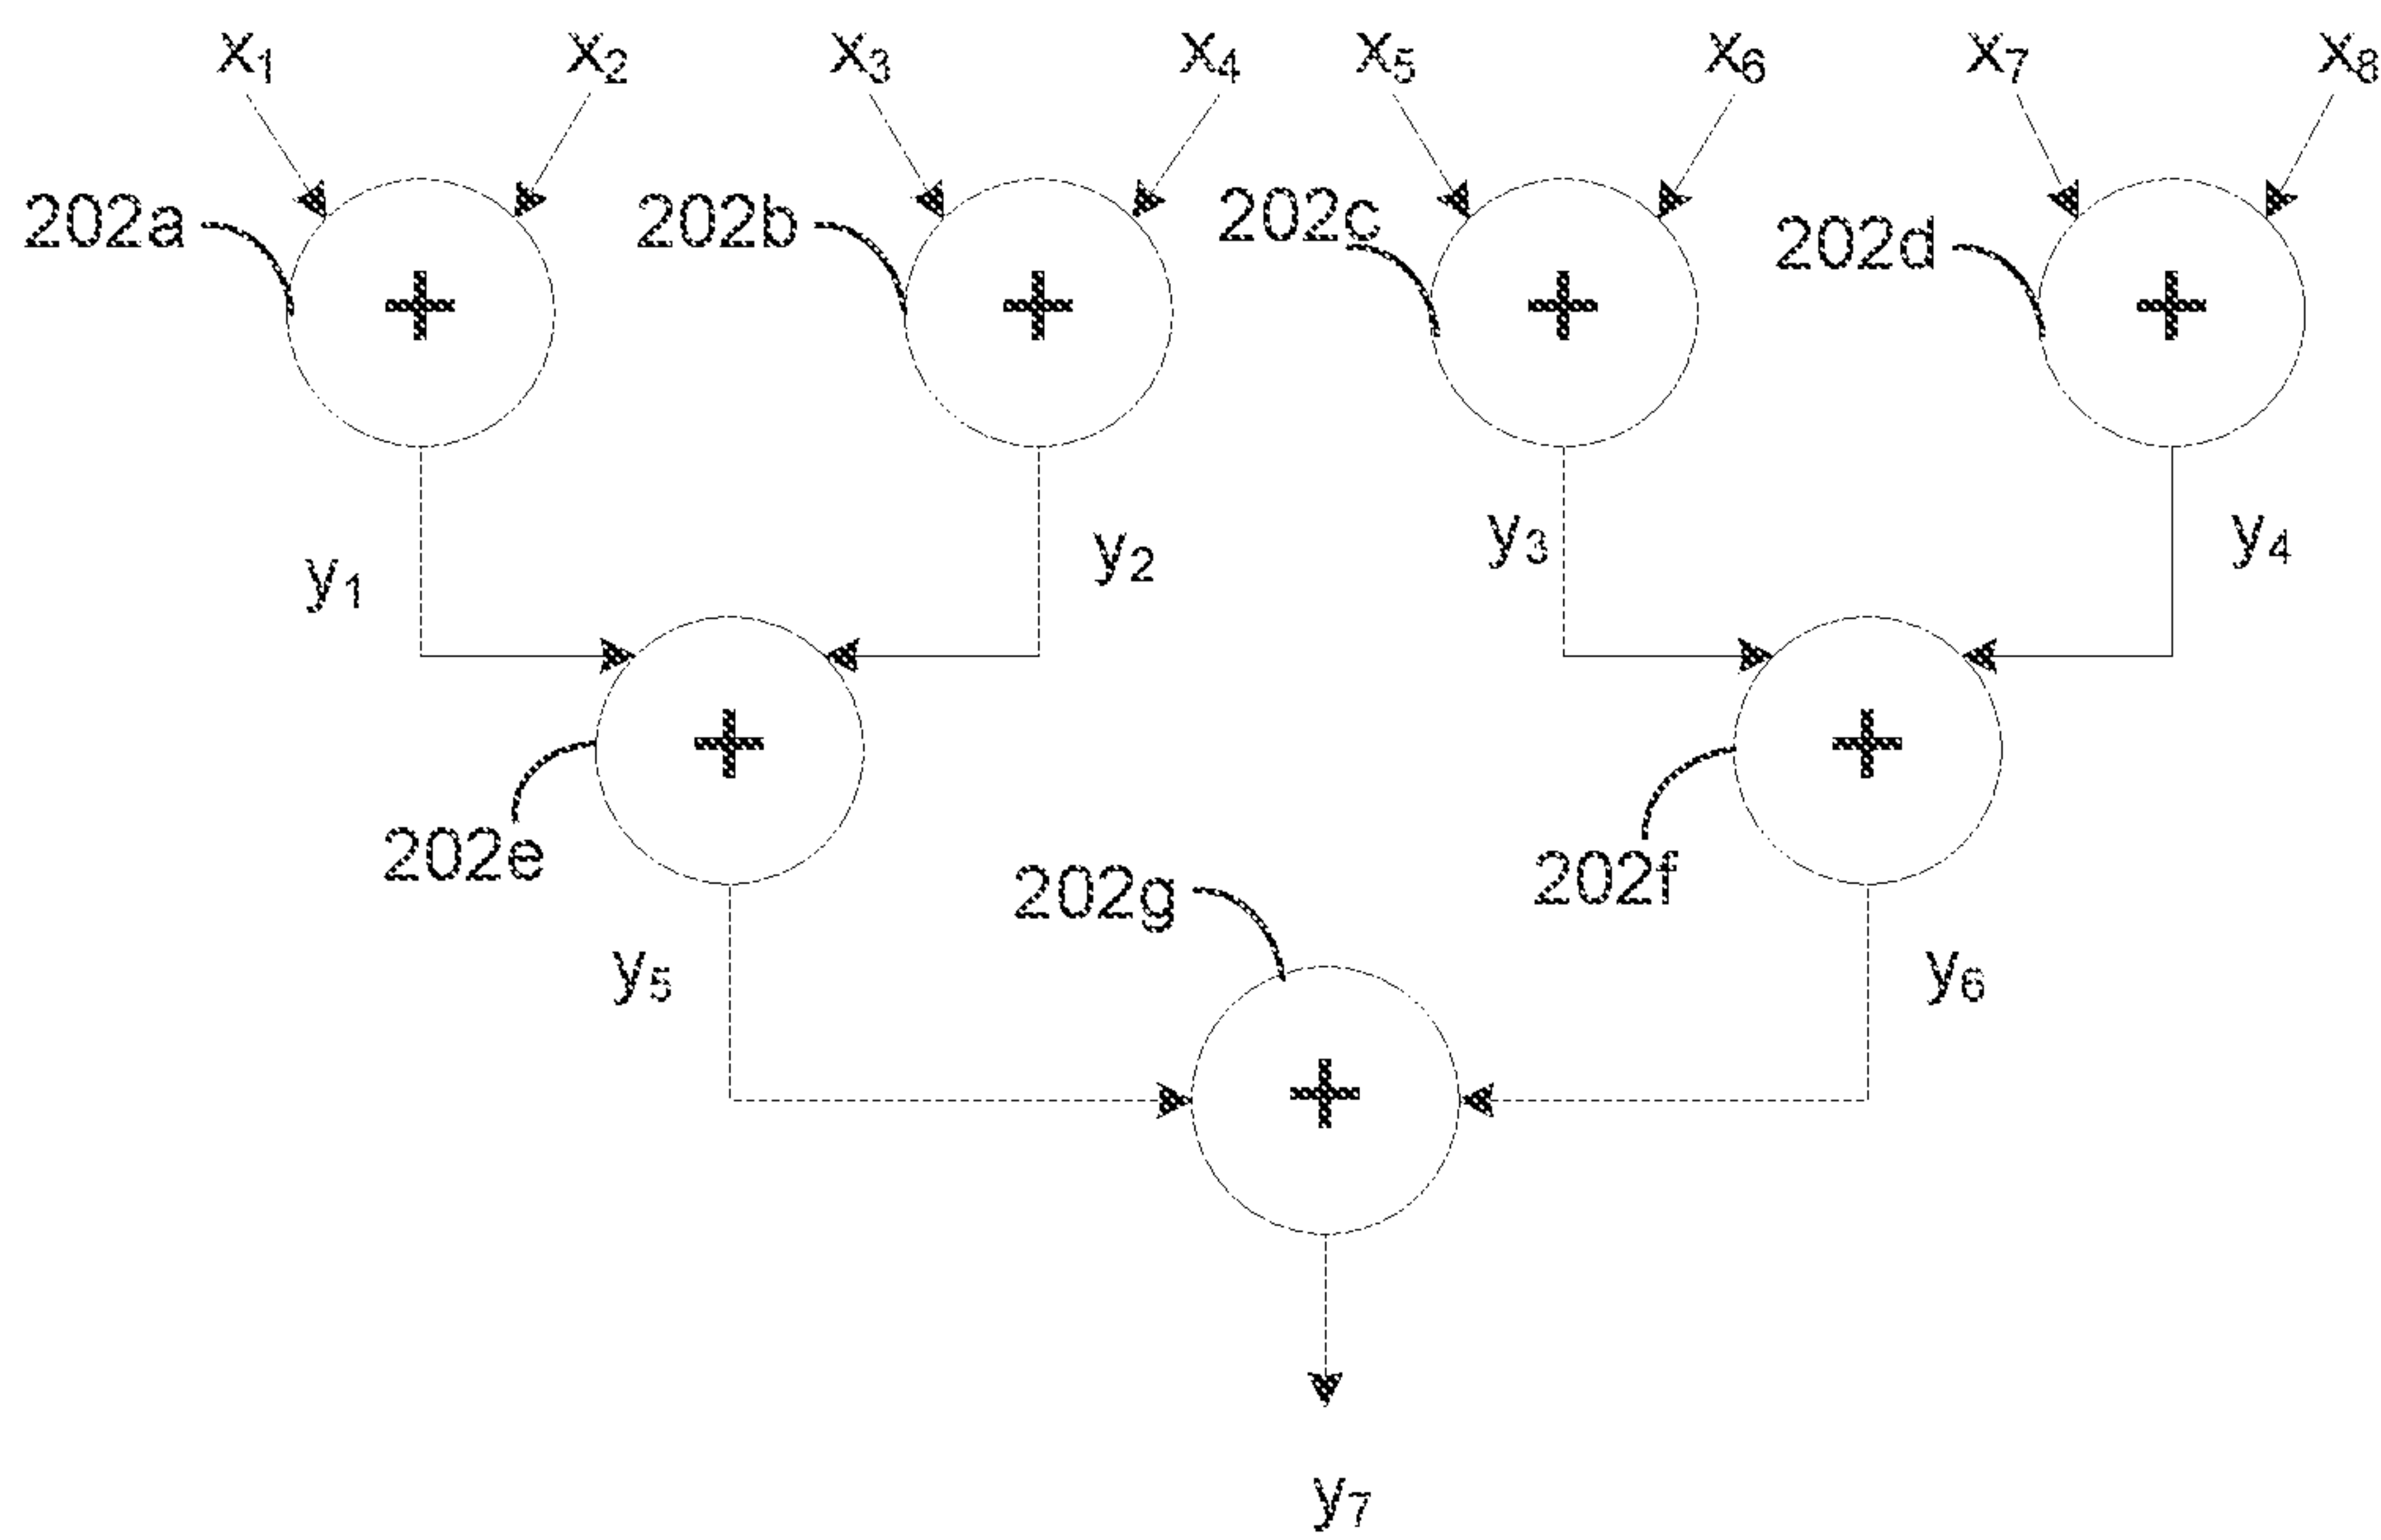 x₁ x₂ x₃ x₄ x₅ x₆ x₇ x₈
202a 202b 202c 202d
+ + + +
y₁ y₂ y₃ y₄
+ +
202e 202g 202f
y₅ y₆
+
y₇